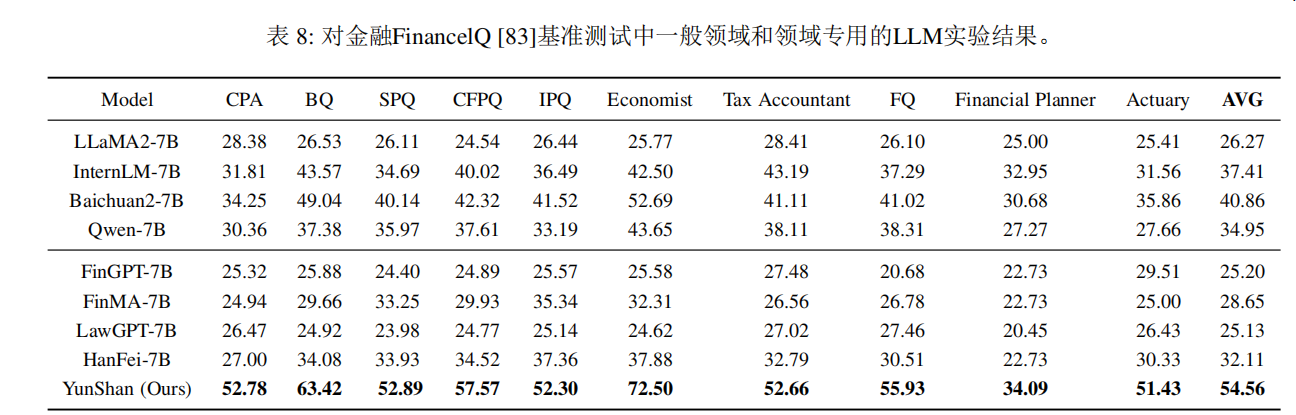 表 8: 对金融FinancelQ [83]基准测试中一般领域和领域专用的LLM实验结果。
Model CPA BQ SPQ CFPQ IPQ Economist Tax Accountant FQ Financial Planner Actuary AVG
LLaMA2-7B 28.38 26.53 26.11 24.54 26.44 25.77 28.41 26.10 25.00 25.41 26.27
InternLM-7B 31.81 43.57 34.69 40.02 36.49 42.50 43.19 37.29 32.95 31.56 37.41
Baichuan2-7B 34.25 49.04 40.14 42.32 41.52 52.69 41.11 41.02 30.68 35.86 40.86
Qwen-7B 30.36 37.38 35.97 37.61 33.19 43.65 38.11 38.31 27.27 27.66 34.95
FinGPT-7B 25.32 25.88 24.40 24.89 25.57 25.58 27.48 20.68 22.73 29.51 25.20
FinMA-7B 24.94 29.66 33.25 29.93 35.34 32.31 26.56 26.78 22.73 25.00 28.65
LawGPT-7B 26.47 24.92 23.98 24.77 25.14 24.62 27.02 27.46 20.45 26.43 25.13
HanFei-7B 27.00 34.08 33.93 34.52 37.36 37.88 32.79 30.51 22.73 30.33 32.11
YunShan (Ours) 52.78 63.42 52.89 57.57 52.30 72.50 52.66 55.93 34.09 51.43 54.56